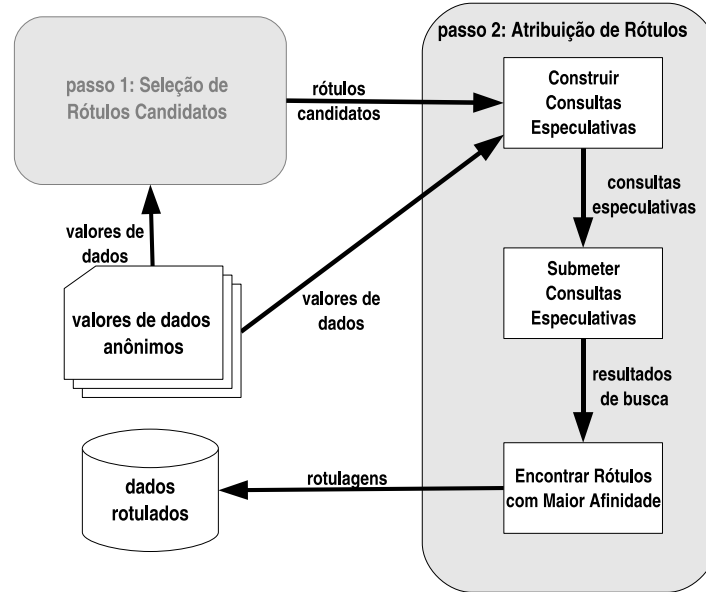 passo 1: Seleção de
Rótulos Candidatos
rótulos
candidatos
passo 2: Atribuição de Rótulos
Construir
Consultas
Especulativas
consultas
especulativas
valores de
dados
valores de dados
anônimos
valores de
dados
Submeter
Consultas
Especulativas
resultados
de busca
Encontrar Rótulos
com Maior Afinidade
rotulagens
dados
rotulados